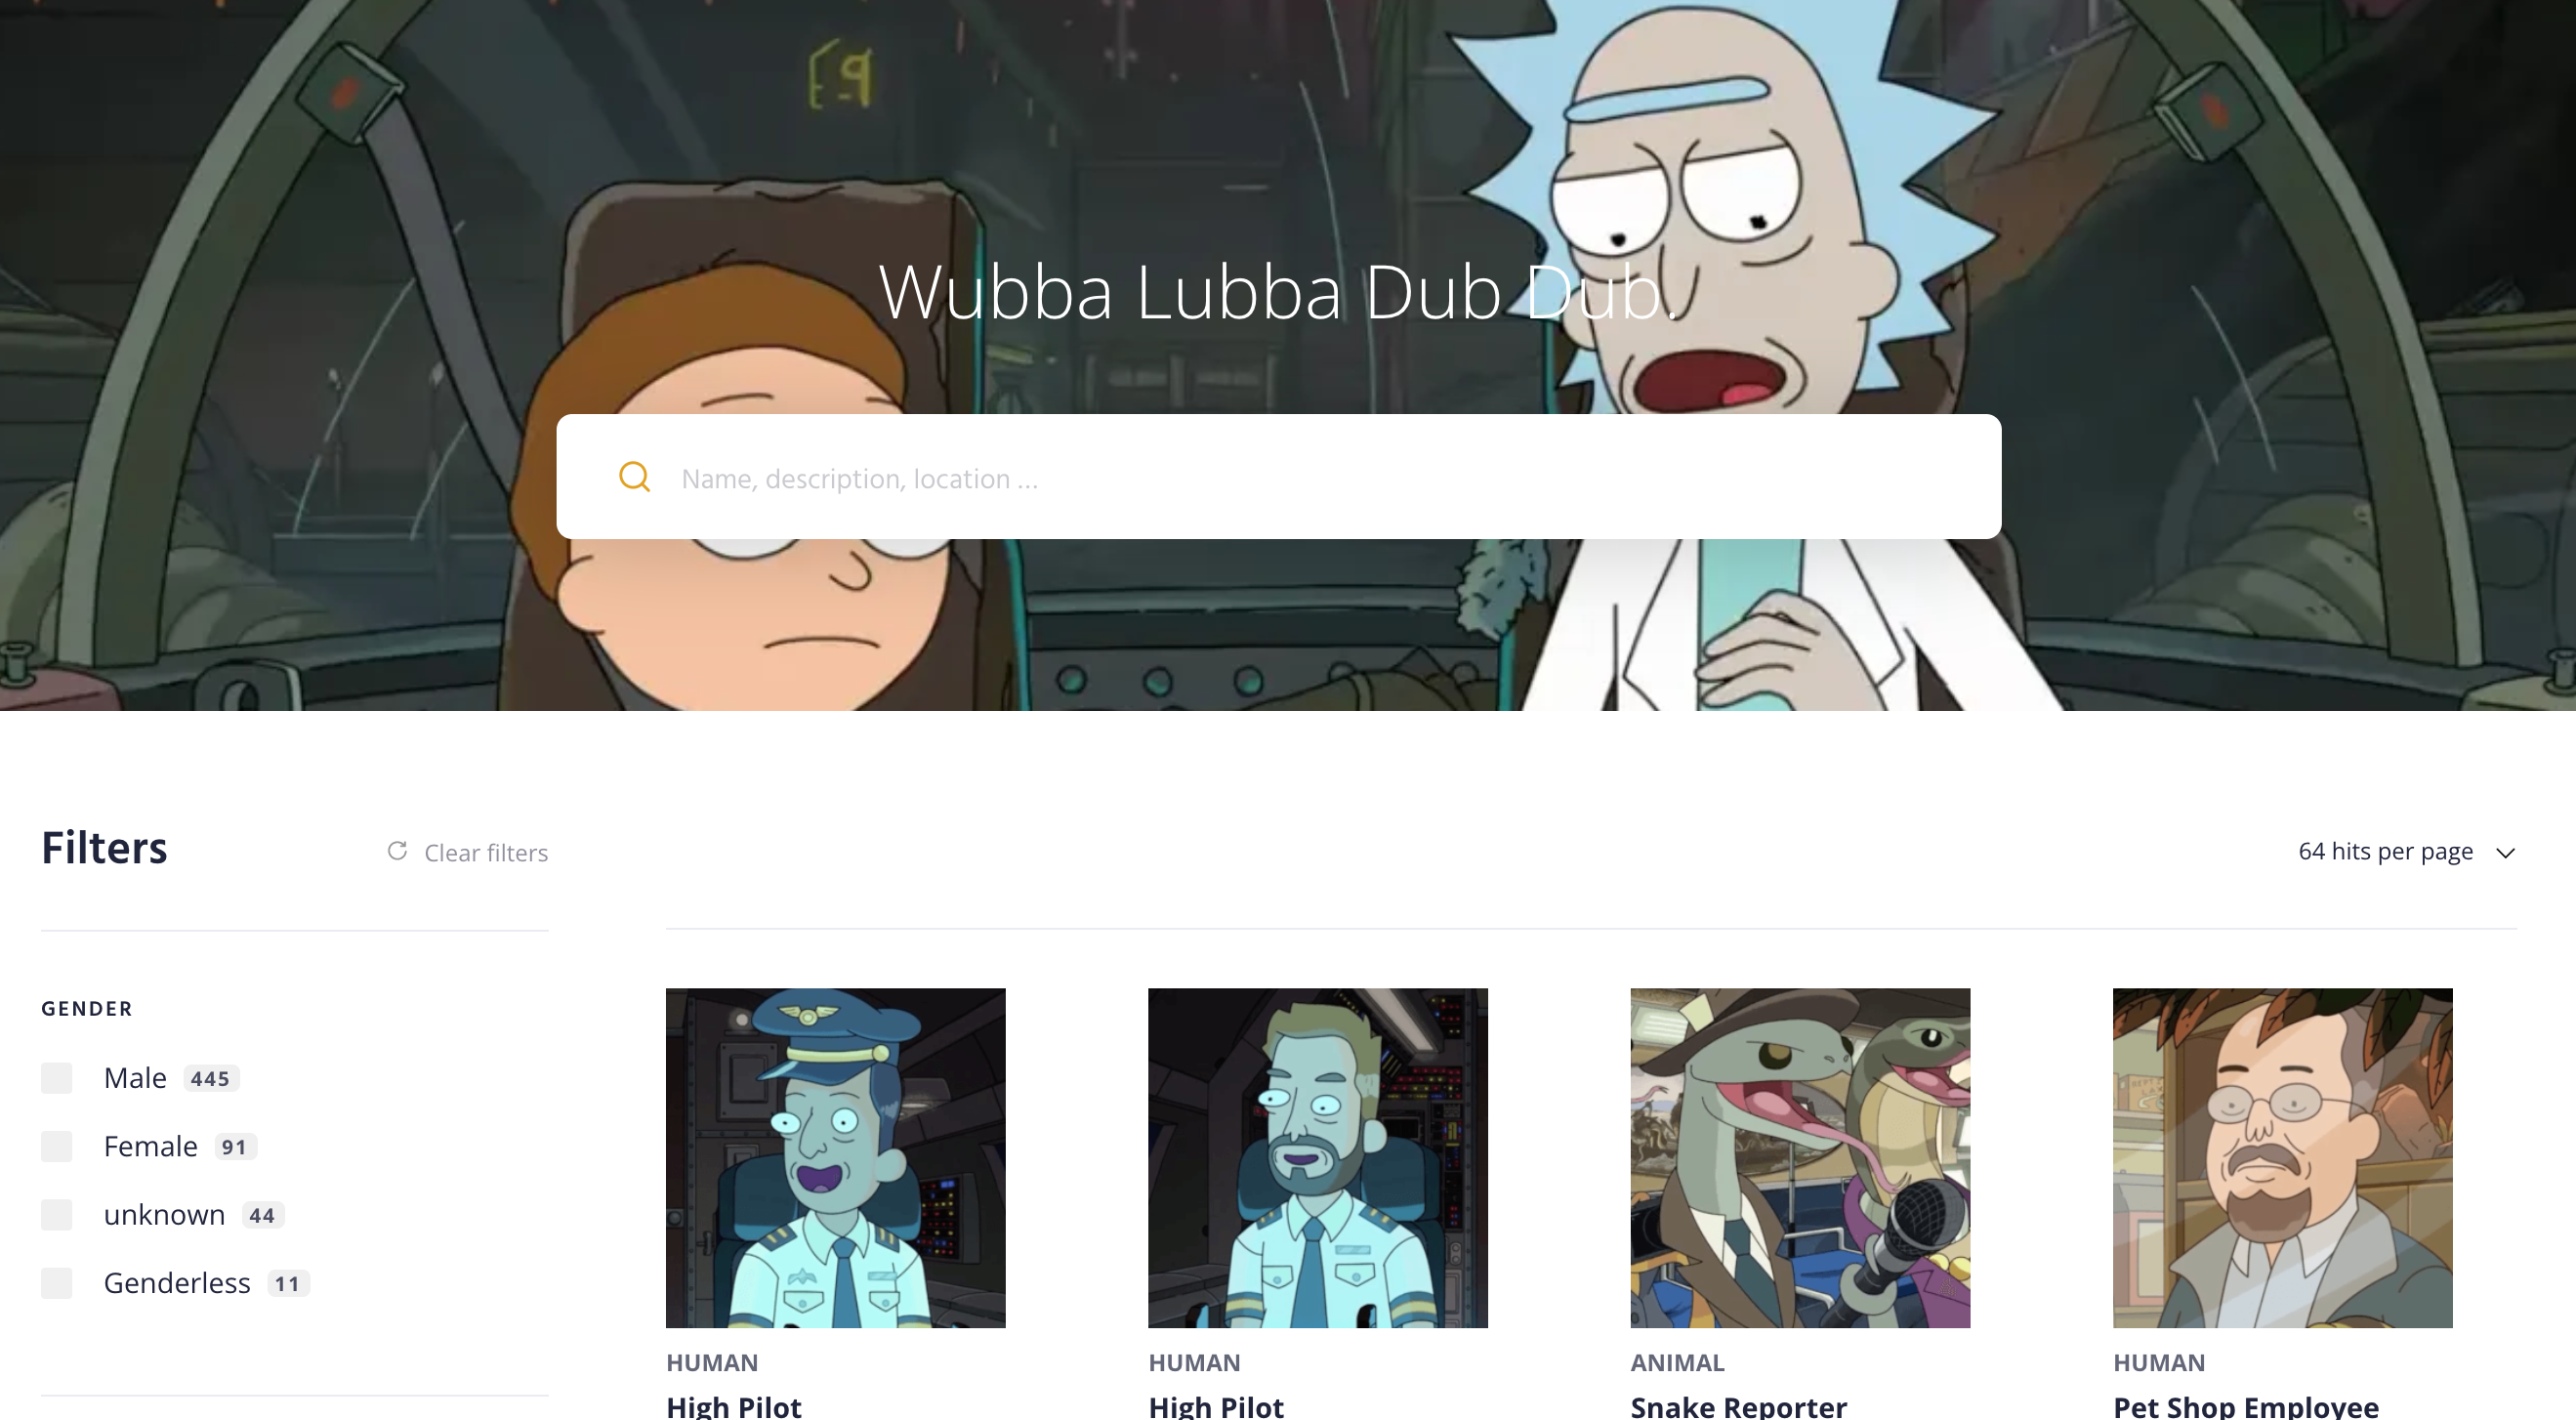 Wubba Lubba Dub Dub.
Name, description, location ...
Filters
Clear filters
64 hits per page
GENDER
Male 445
Female 91
unknown 44
Genderless 11
HUMAN
High Pilot
HUMAN
High Pilot
ANIMAL
Snake Reporter
HUMAN
Pet Shop Employee